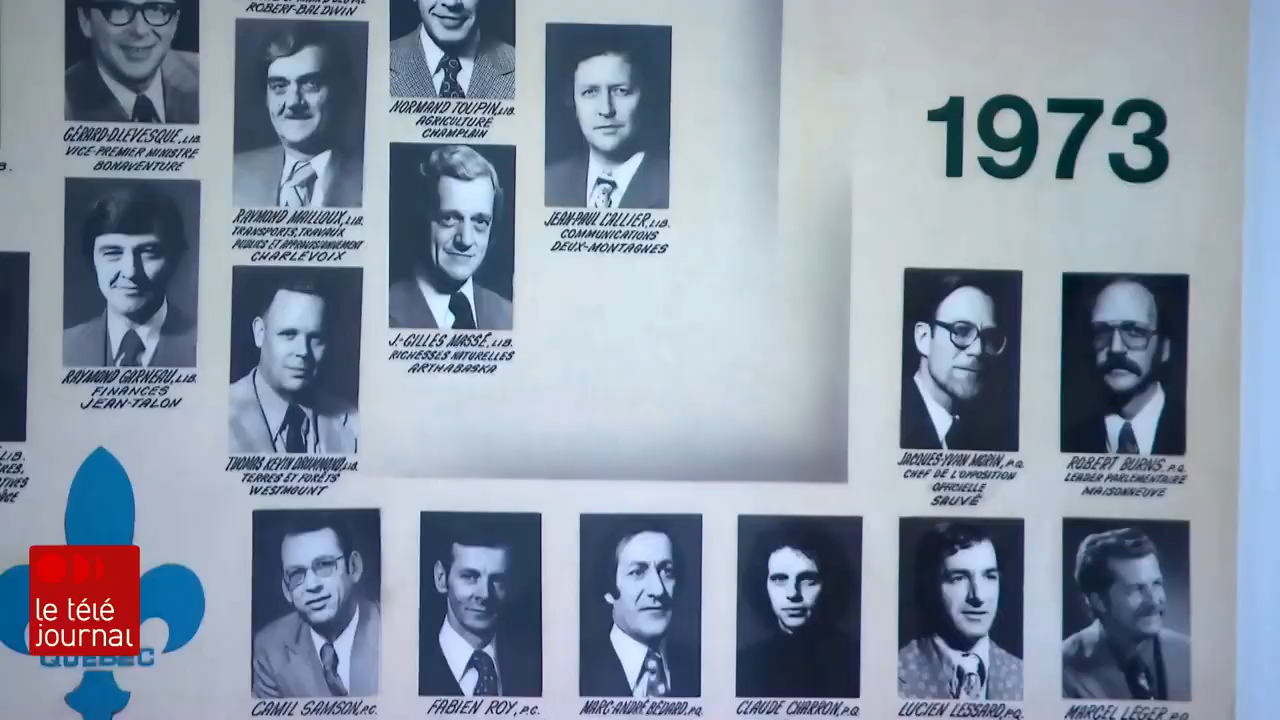 ROBERT-BALDWIN
GÉRARD-D.LEVESQUE, LIB.
VICE-PREMIER MINISTRE
BONAVENTURE
RAYMOND MAILLOUX, LIB.
TRANSPORTS, TRAVAUX
PUBLICS ET APPROVISIONNEMENT
CHARLEVOIX
NORMAND TOUPIN, LIB.
AGRICULTURE
CHAMPLAIN
JEAN-PAUL L'ALLIER, LIB.
COMMUNICATIONS
DEUX-MONTAGNES
1973
RAYMOND GARNEAU, LIB.
FINANCES
JEAN-TALON
THOMAS KEVIN DRUMMOND, LIB.
TERRES ET FORÊTS
WESTMOUNT
J.-GILLES MASSÉ, LIB.
RICHESSES NATURELLES
ARTHABASKA
JACQUES-YVAN MORIN, P.Q.
CHEF DE L'OPPOSITION
OFFICIELLE
SAUVÉ
ROBERT BURNS, P.Q.
LEADER PARLEMENTAIRE
MAISONNEUVE
le télé
journal
QUÉBEC
CAMIL SAMSON, P.C.
FABIEN ROY, P.C.
MARC-ANDRÉ BÉDARD, P.Q.
CLAUDE CHARRON, P.Q.
LUCIEN LESSARD, P.Q.
MARCEL LÉGER, P.Q.